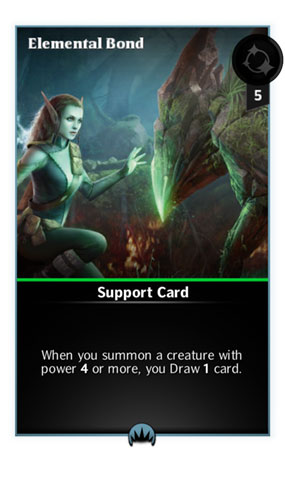 Elemental Bond
5
Support Card
When you summon a creature with
power 4 or more, you Draw 1 card.